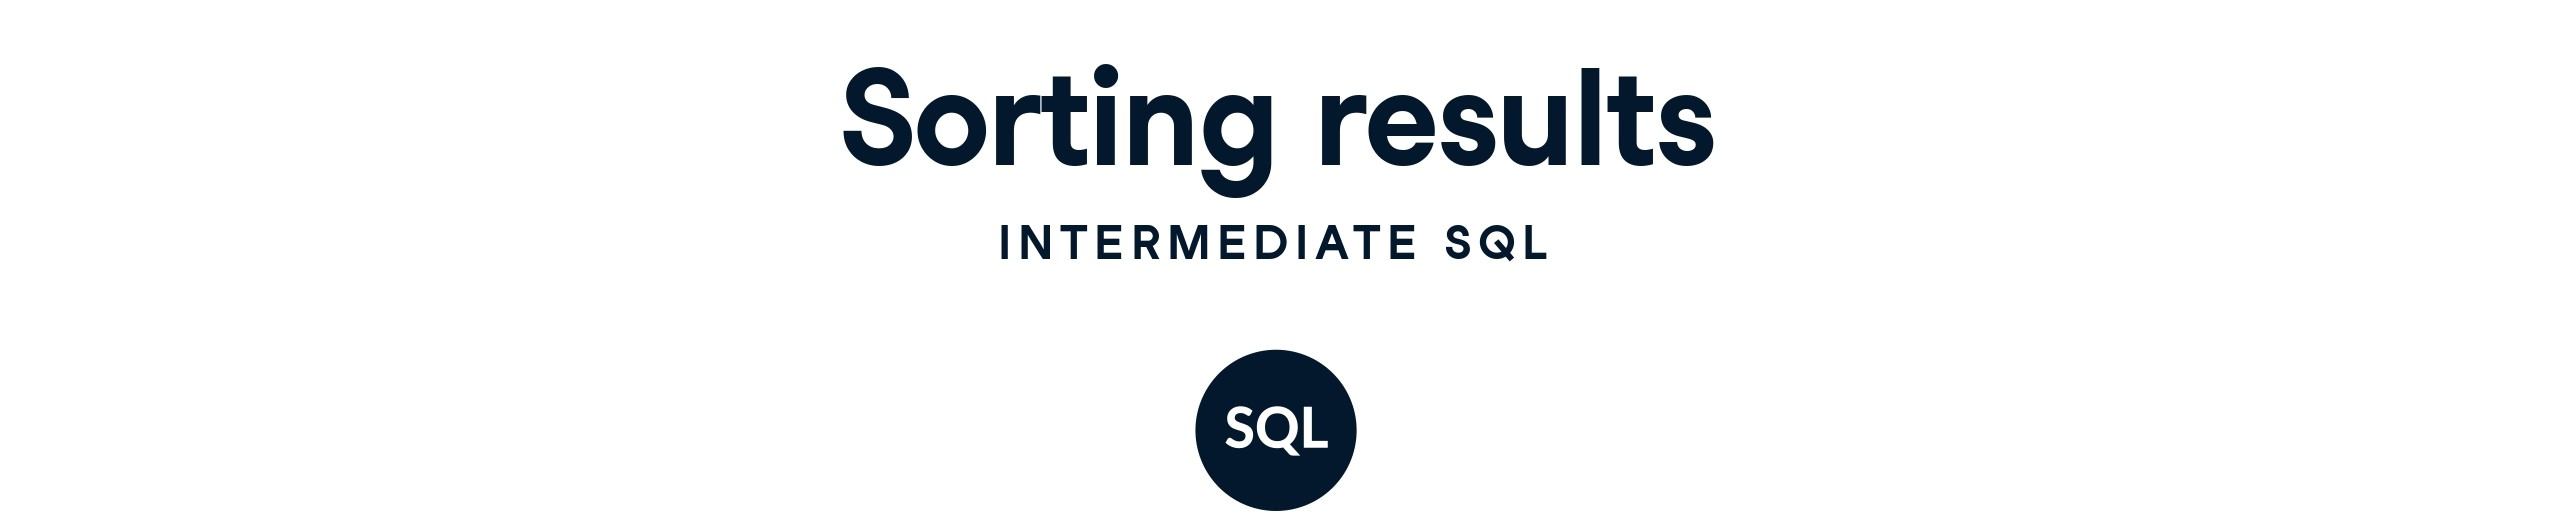 Sorting results
INTERMEDIATE SQL
SQL